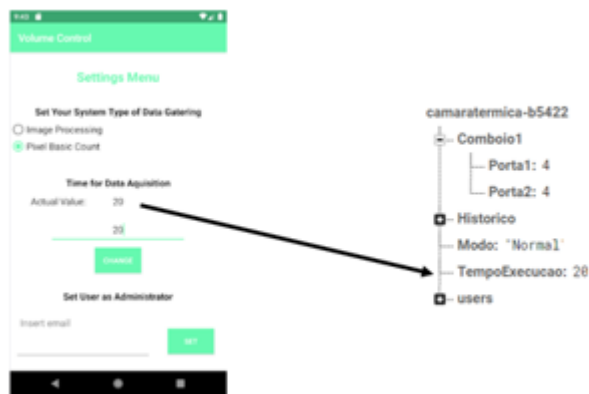 9:45
Volume Control
Settings Menu
Set Your System Type of Data Gatering
Image Processing
Pixel Basic Count
Time for Data Aquisition
Actual Value: 20
20
CHANGE
Set User as Administrator
Insert email
SET
camaratermica-b5422
Comboio1
Porta1: 4
Porta2: 4
Historico
Modo: "Normal"
TempoExecucao: 20
users